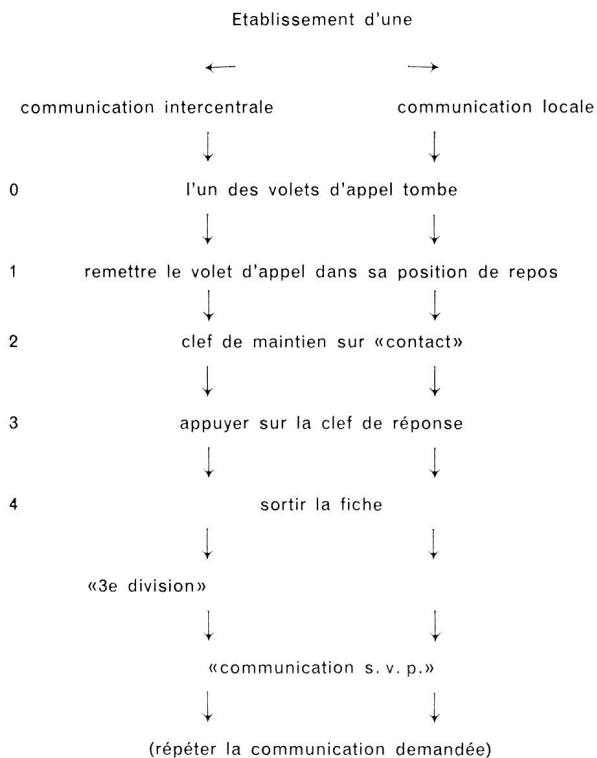 Etablissement d'une
communication intercentrale communication locale
0 l'un des volets d'appel tombe
1 remettre le volet d'appel dans sa position de repos
2 clef de maintien sur «contact»
3 appuyer sur la clef de réponse
4 sortir la fiche
«3e division»
«communication s. v. p.»
(répéter la communication demandée)